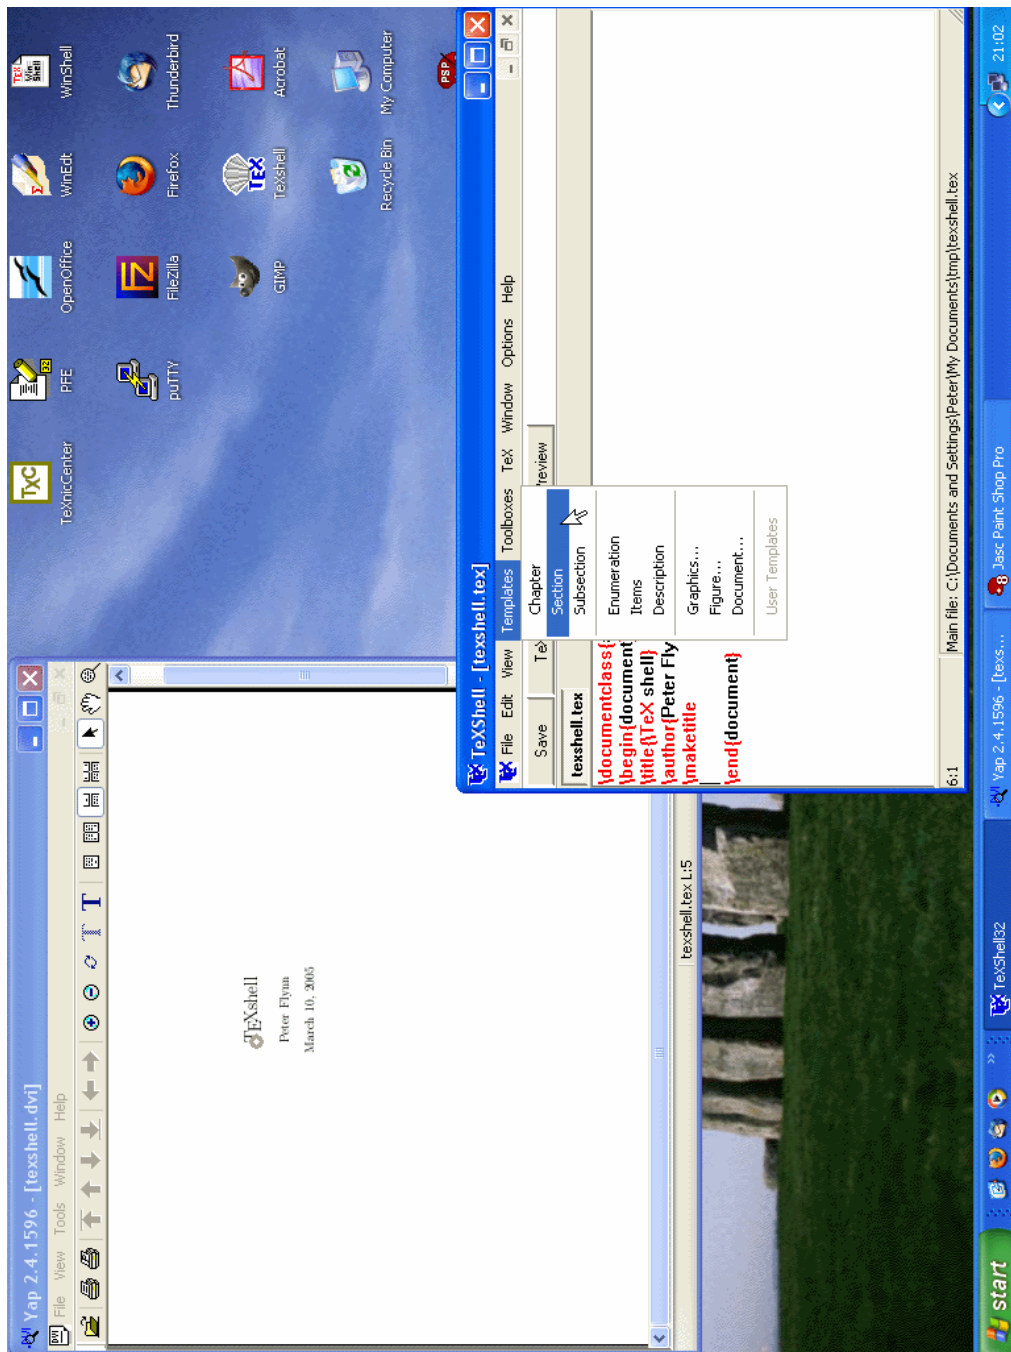 Yap 2.4.1596 - [texshell.dvi]
File View Tools Window Help
TEXshell
Peter Flynn
March 10, 2005
texshell.tex L:5
WinShell
WinEdt
OpenOffice
PFE
TeXnicCenter
Thunderbird
Firefox
FileZilla
puTTY
Acrobat
TeXshell
GIMP
My Computer
Recycle Bin
TeXShell - [texshell.tex]
File Edit View Templates Toolboxes TeX Window Options Help
Save
texshell.tex
Chapter
Section
Subsection
Enumeration
Items
Description
Graphics...
Figure...
Document...
User Templates
\documentclass{
\begin{document
\title{\TeX shell}
\author{Peter Fly
\maketitle
\end{document}
6:1 Main file: C:\Documents and Settings\Peter\My Documents\tmp\texshell.tex
start TeXShell32 Yap 2.4.1596 - [texs... Jasc Paint Shop Pro 21:02